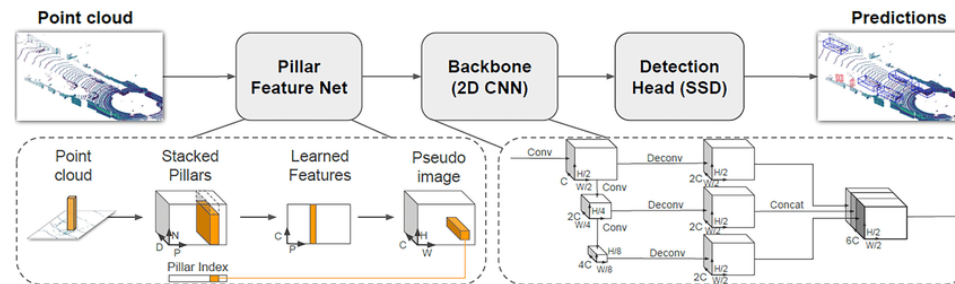 Point cloud
Predictions
Pillar
Feature Net
Backbone
(2D CNN)
Detection
Head (SSD)
Point
cloud
Stacked
Pillars
Learned
Features
Pseudo
image
N
D
P
C
P
H
C
W
Pillar Index
Conv
H/2
W/2
C
Conv
H/4
2C
W/4
Conv
H/8
4C
W/8
Deconv
H/2
2C
W/2
Deconv
H/2
2C
W/2
Deconv
H/2
2C
W/2
Concat
H/2
6C
W/2